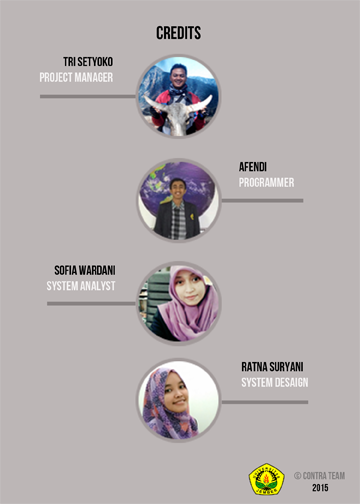 CREDITS
TRI SETYOKO
PROJECT MANAGER
AFENDI
PROGRAMMER
SOFIA WARDANI
SYSTEM ANALYST
RATNA SURYANI
SYSTEM DESAIGN
© CONTRA TEAM
2015